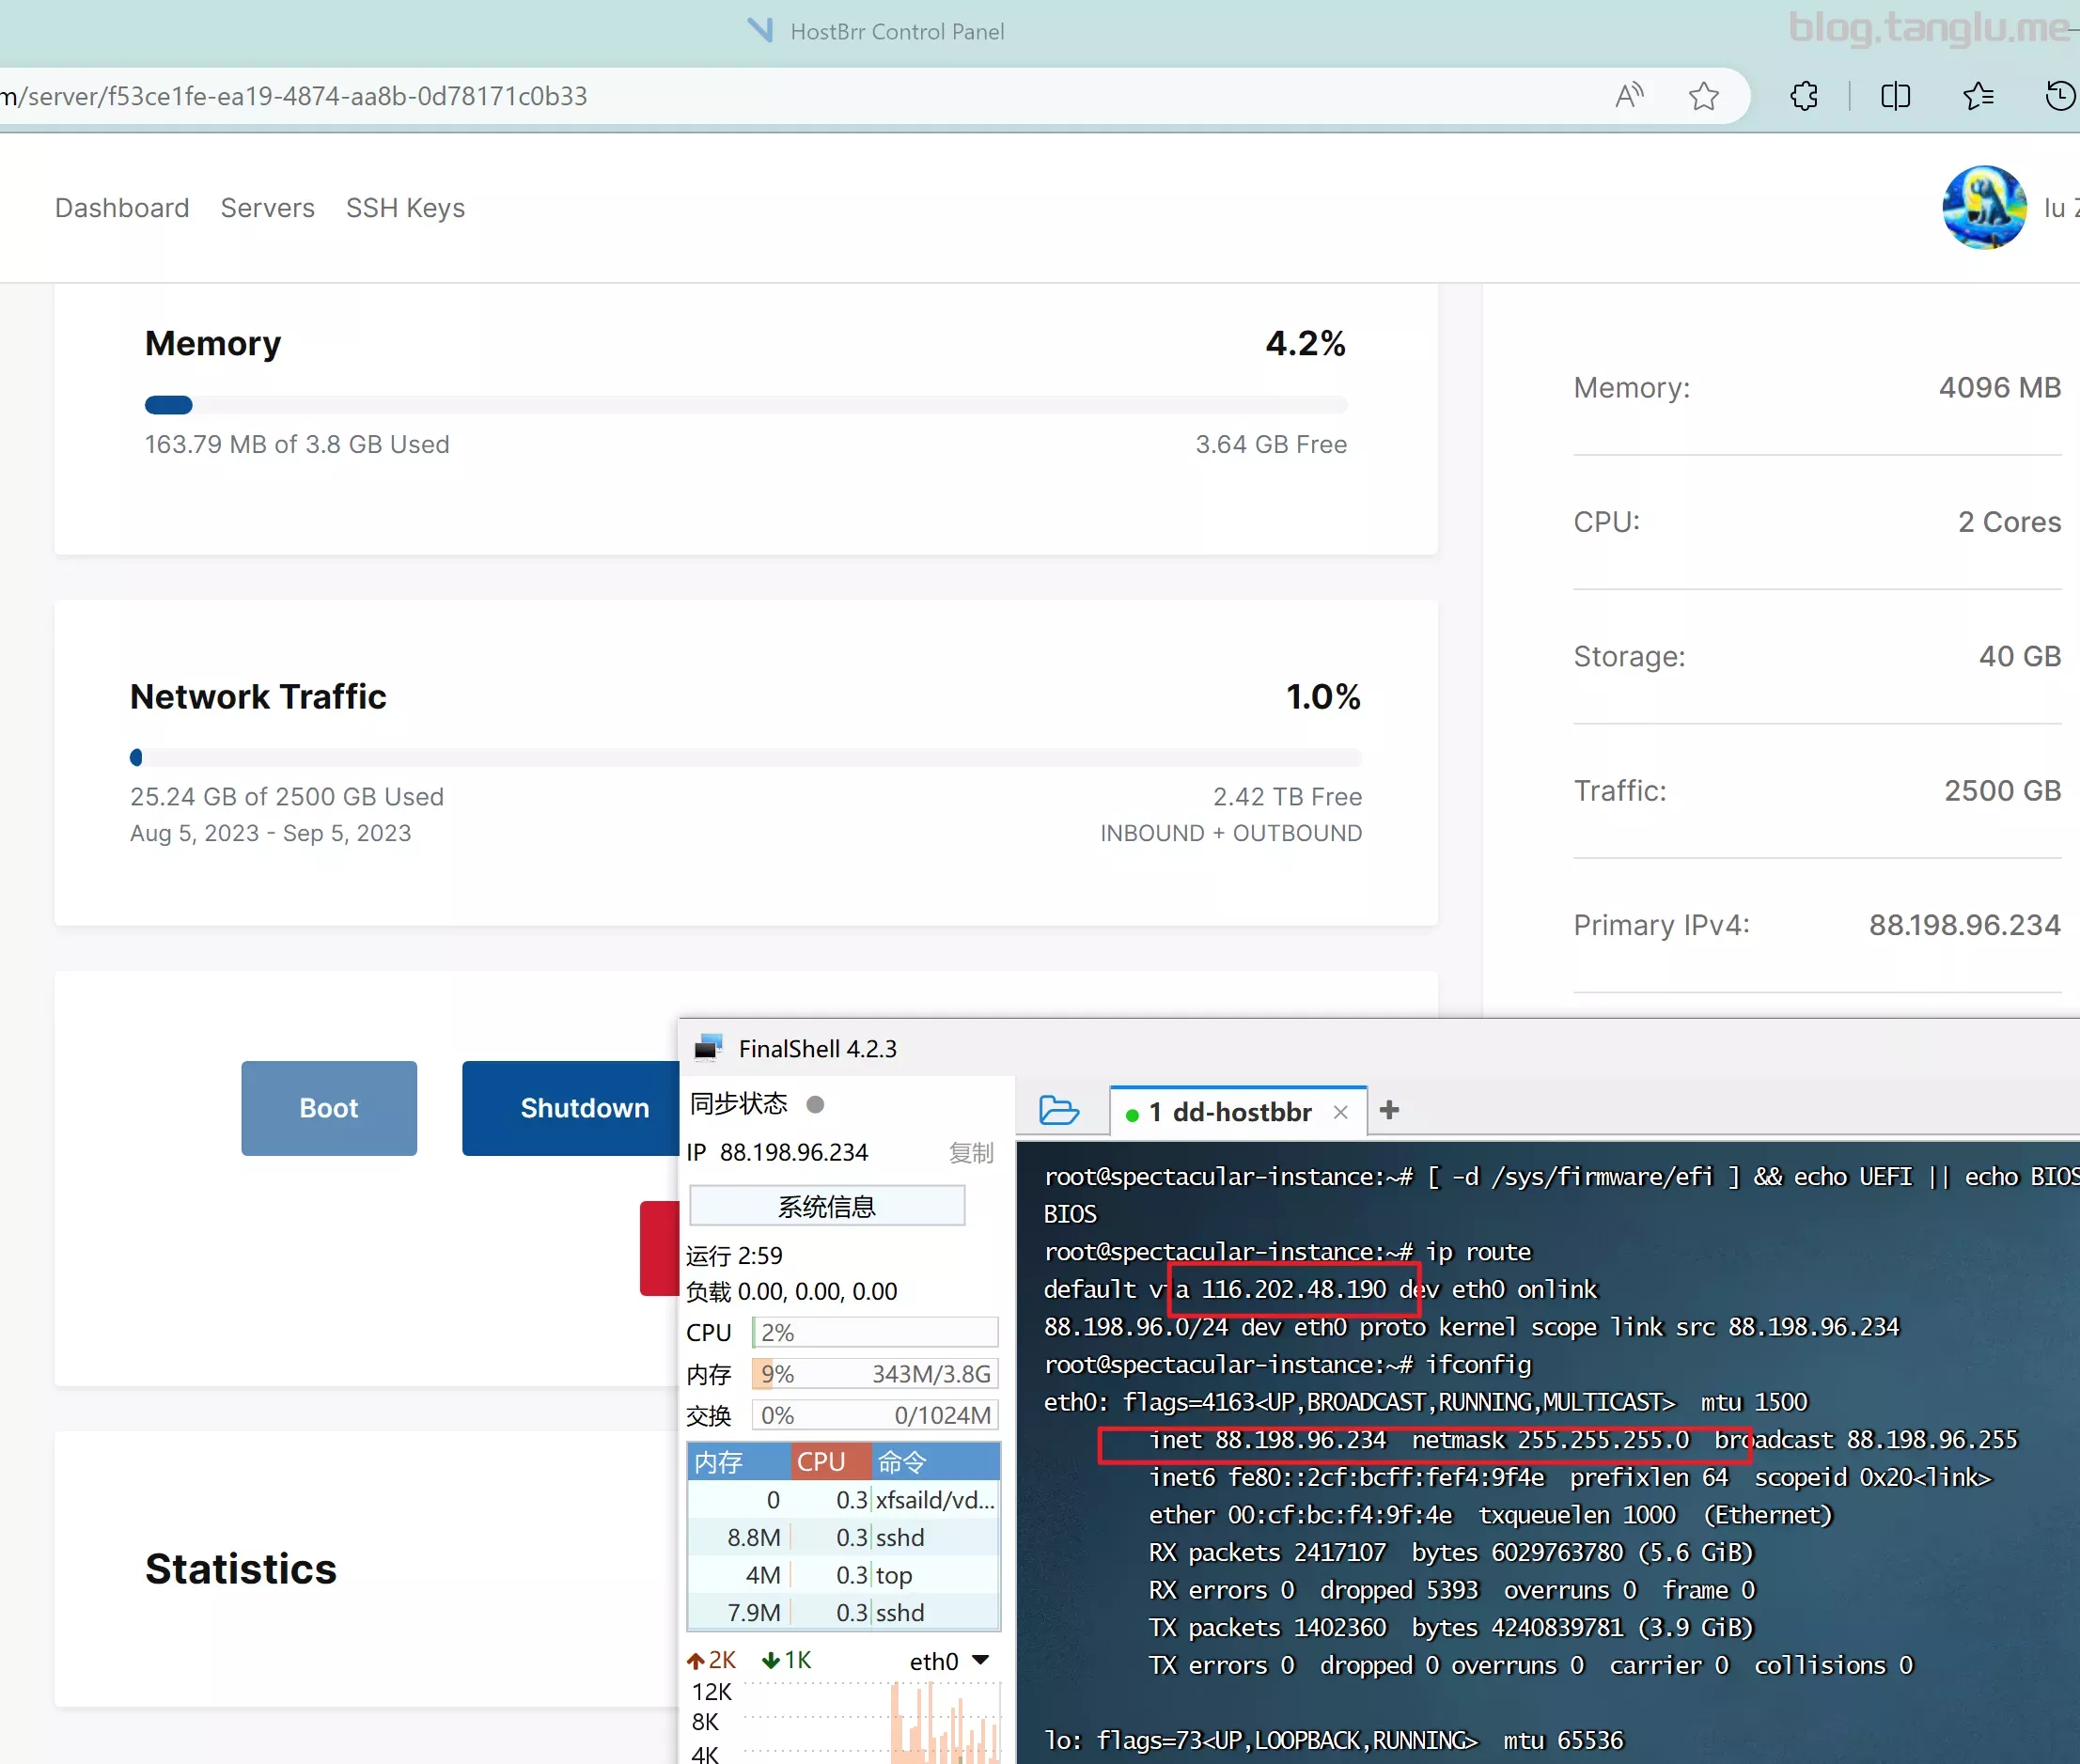 HostBrr Control Panel
blog.tanglu.me
m/server/f53ce1fe-ea19-4874-aa8b-0d78171c0b33
Dashboard Servers SSH Keys
lu Z
Memory 4.2%
163.79 MB of 3.8 GB Used 3.64 GB Free
Network Traffic 1.0%
25.24 GB of 2500 GB Used 2.42 TB Free
Aug 5, 2023 - Sep 5, 2023 INBOUND + OUTBOUND
Memory: 4096 MB
CPU: 2 Cores
Storage: 40 GB
Traffic: 2500 GB
Primary IPv4: 88.198.96.234
Boot
Shutdown
Statistics
FinalShell 4.2.3
同步状态
IP 88.198.96.234 复制
系统信息
运行 2:59
负载 0.00, 0.00, 0.00
CPU 2%
内存 9% 343M/3.8G
交换 0% 0/1024M
内存 CPU 命令
0 0.3 xfsaild/vd...
8.8M 0.3 sshd
4M 0.3 top
7.9M 0.3 sshd
2K 1K eth0
12K
8K
4K
1 dd-hostbbr
root@spectacular-instance:~# [ -d /sys/firmware/efi ] && echo UEFI || echo BIOS
BIOS
root@spectacular-instance:~# ip route
default via 116.202.48.190 dev eth0 onlink
88.198.96.0/24 dev eth0 proto kernel scope link src 88.198.96.234
root@spectacular-instance:~# ifconfig
eth0: flags=4163<UP,BROADCAST,RUNNING,MULTICAST> mtu 1500
inet 88.198.96.234 netmask 255.255.255.0 broadcast 88.198.96.255
inet6 fe80::2cf:bcff:fef4:9f4e prefixlen 64 scopeid 0x20<link>
ether 00:cf:bc:f4:9f:4e txqueuelen 1000 (Ethernet)
RX packets 2417107 bytes 6029763780 (5.6 GiB)
RX errors 0 dropped 5393 overruns 0 frame 0
TX packets 1402360 bytes 4240839781 (3.9 GiB)
TX errors 0 dropped 0 overruns 0 carrier 0 collisions 0
lo: flags=73<UP,LOOPBACK,RUNNING> mtu 65536